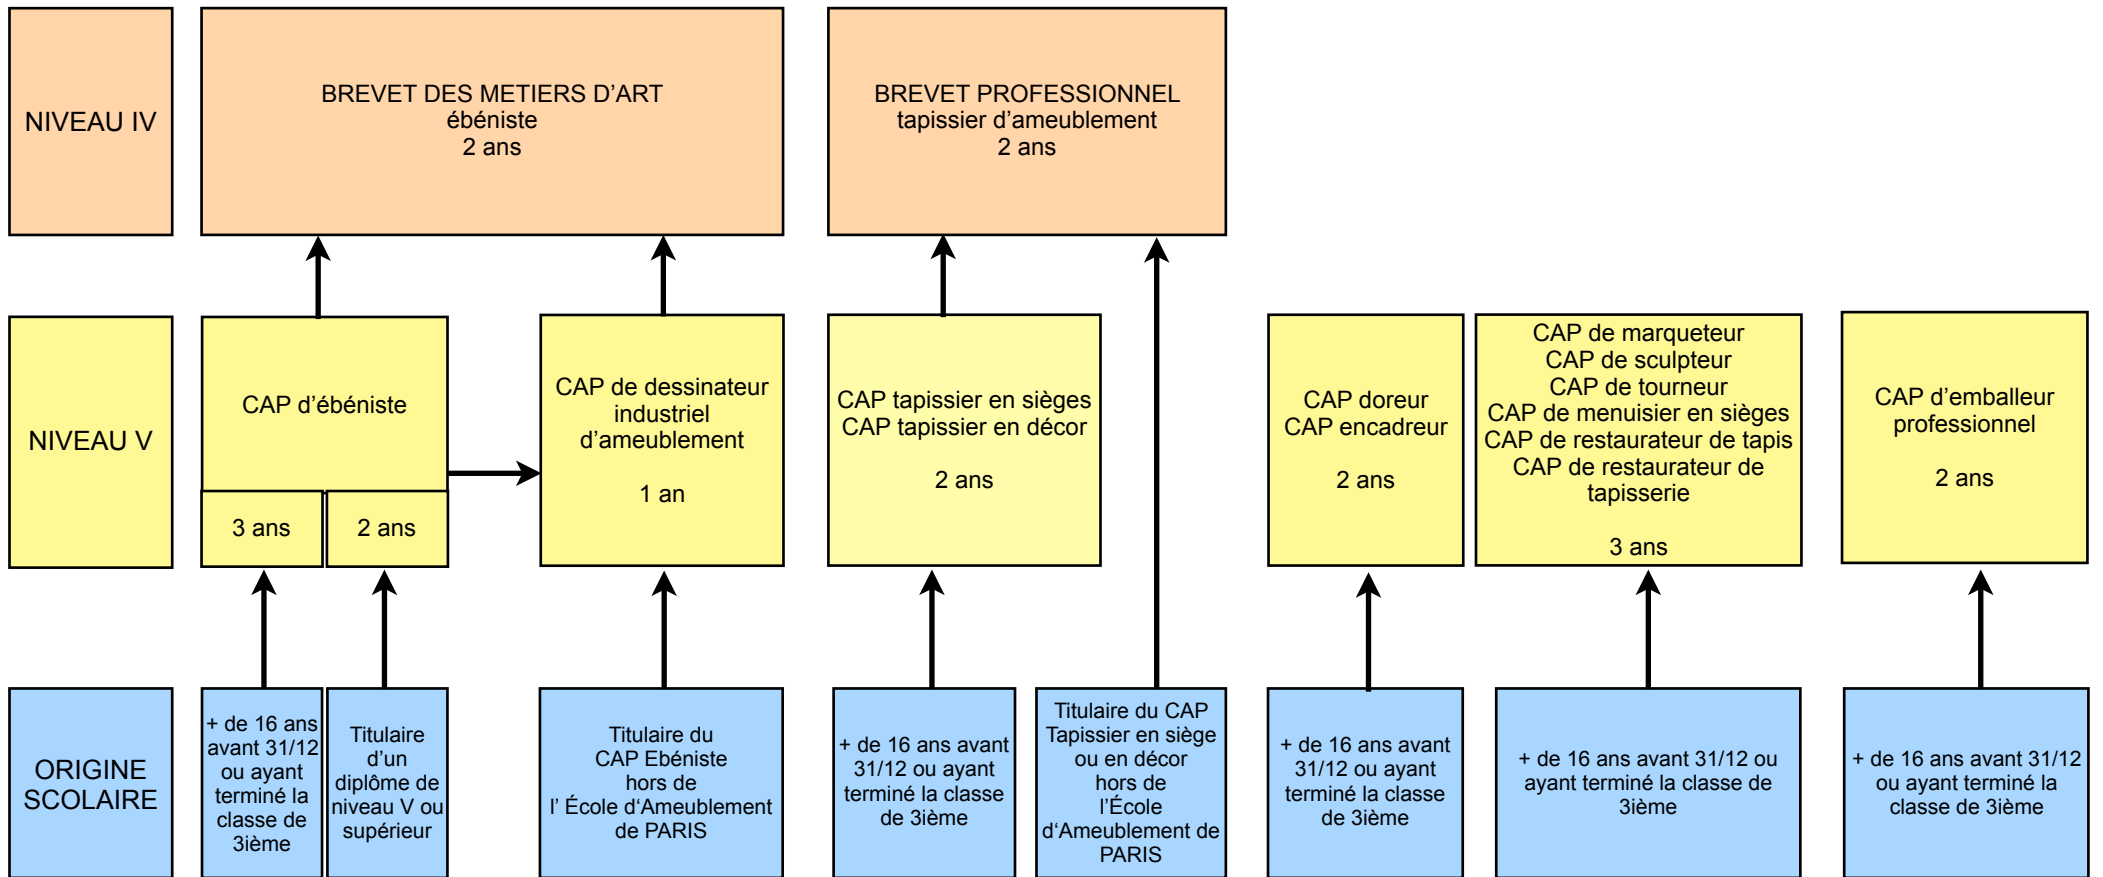 NIVEAU IV
BREVET DES METIERS D’ART
ébéniste
2 ans
BREVET PROFESSIONNEL
tapissier d’ameublement
2 ans
NIVEAU V
CAP d’ébéniste
3 ans
2 ans
CAP de dessinateur
industriel
d’ameublement
1 an
CAP tapissier en sièges
CAP tapissier en décor
2 ans
CAP doreur
CAP encadreur
2 ans
CAP de marqueteur
CAP de sculpteur
CAP de tourneur
CAP de menuisier en sièges
CAP de restaurateur de tapis
CAP de restaurateur de
tapisserie
3 ans
CAP d’emballeur
professionnel
2 ans
ORIGINE
SCOLAIRE
+ de 16 ans
avant 31/12
ou ayant
terminé la
classe de
3ième
Titulaire
d’un
diplôme de
niveau V ou
supérieur
Titulaire du
CAP Ebéniste
hors de
l’ École d‘Ameublement
de PARIS
+ de 16 ans avant
31/12 ou ayant
terminé la classe
de 3ième
Titulaire du CAP
Tapissier en siège
ou en décor
hors de
l’École
d‘Ameublement de
PARIS
+ de 16 ans avant
31/12 ou ayant
terminé la classe
de 3ième
+ de 16 ans avant 31/12 ou
ayant terminé la classe de
3ième
+ de 16 ans avant 31/12
ou ayant terminé la
classe de 3ième